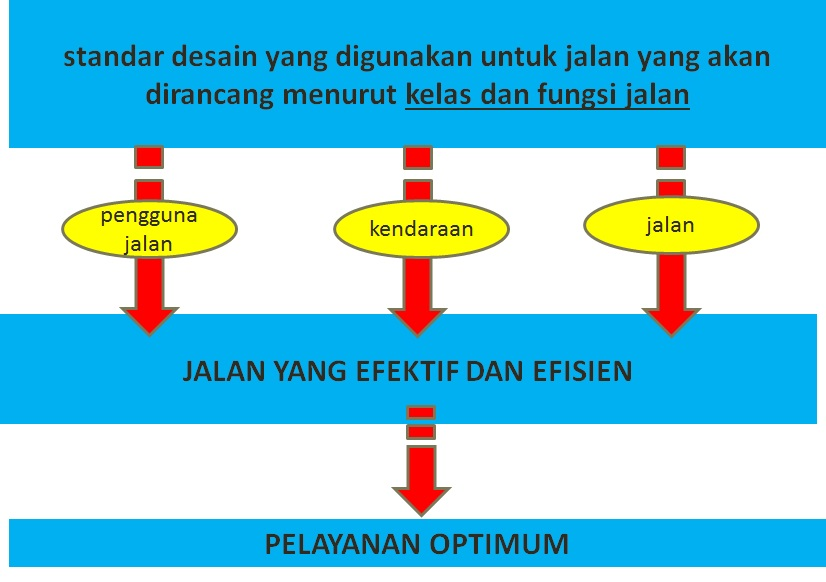 standar desain yang digunakan untuk jalan yang akan
dirancang menurut kelas dan fungsi jalan
pengguna
jalan
kendaraan
jalan
JALAN YANG EFEKTIF DAN EFISIEN
PELAYANAN OPTIMUM